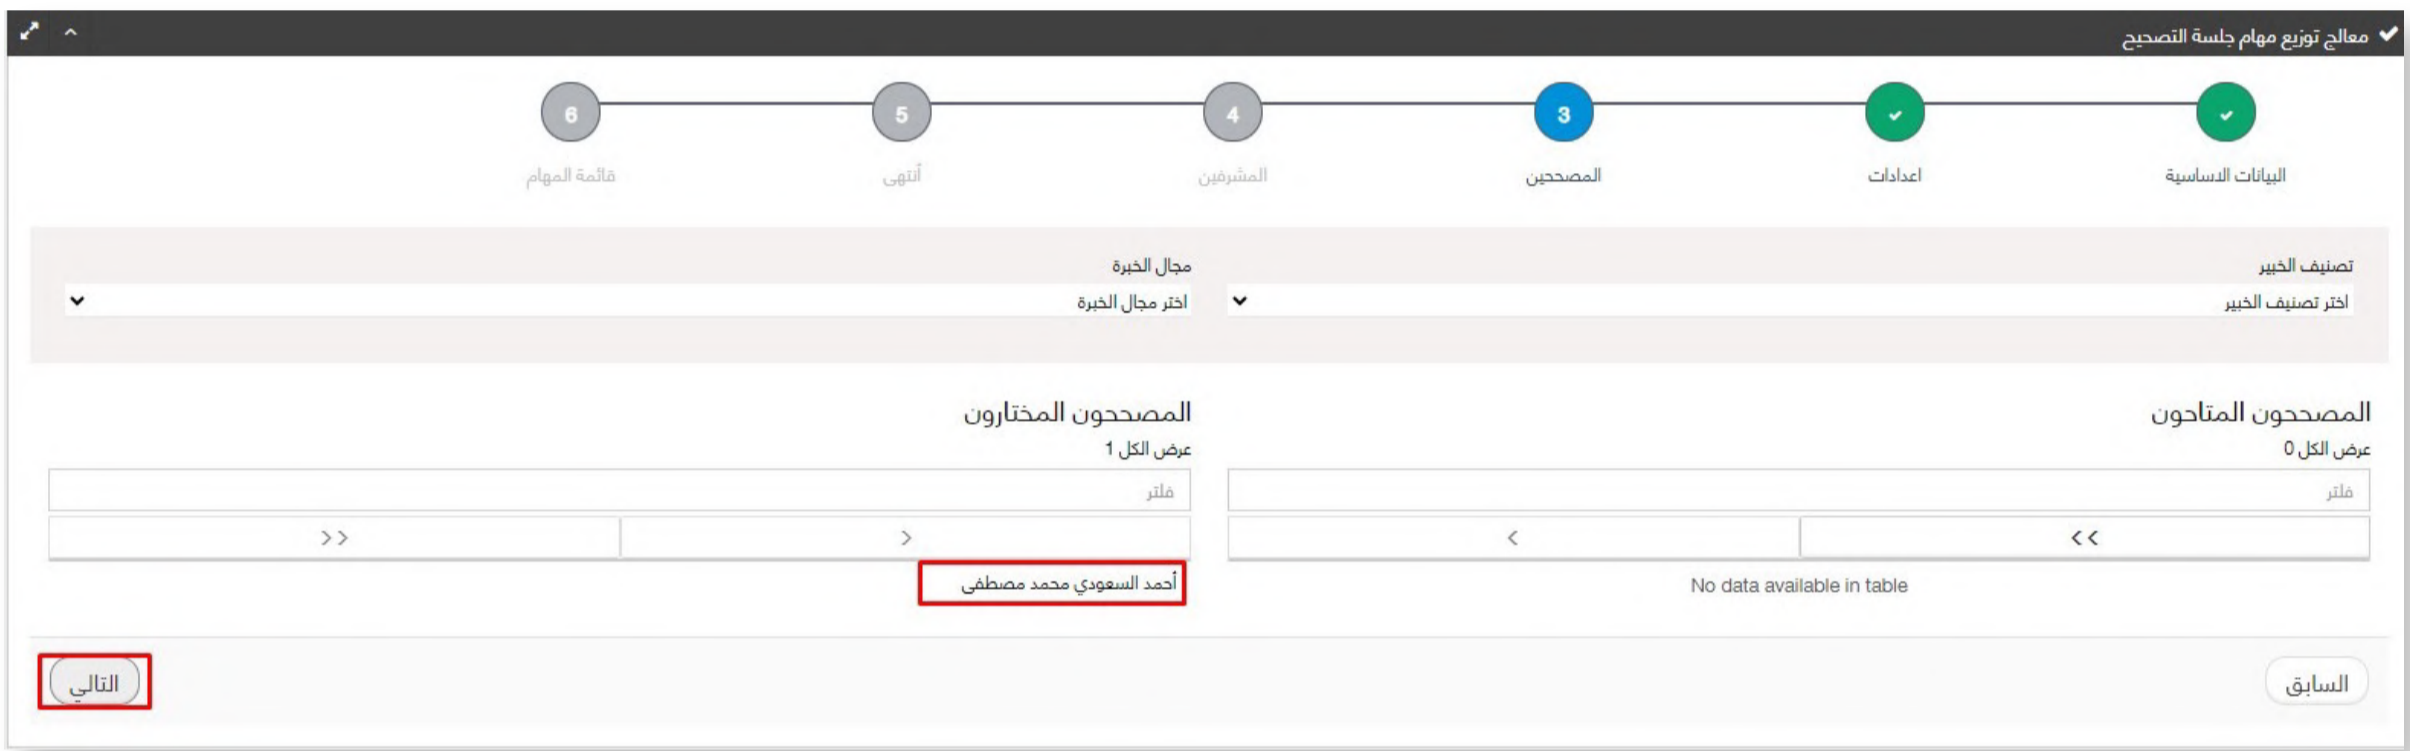 معالج توزيع مهام جلسة التصحيح
3
4
5
6
البيانات الاساسية
اعدادات
المصححين
المشرفين
أنتهى
قائمة المهام
تصنيف الخبير
مجال الخبرة
اختر تصنيف الخبير
اختر مجال الخبرة
المصححون المتاحون
المصححون المختارون
عرض الكل 0
عرض الكل 1
فلتر
فلتر
<<
<
>
>>
No data available in table
أحمد السعودي محمد مصطفى
السابق
التالي